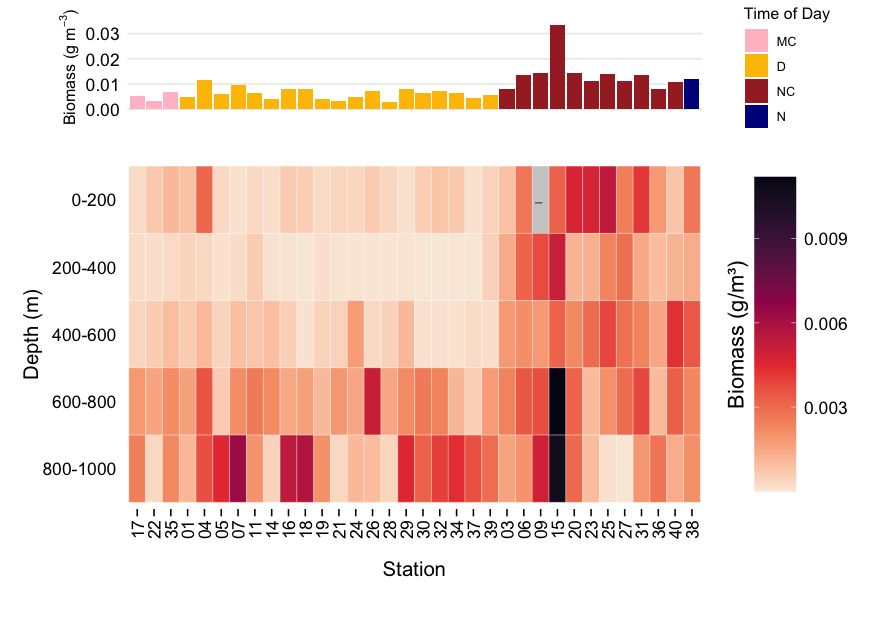 Biomass (g m⁻³)
0.03
0.02
0.01
0.00
Time of Day
MC
D
NC
N
Depth (m)
0-200
200-400
400-600
600-800
800-1000
17 22 35 01 04 05 07 11 14 16 18 19 21 24 26 28 29 30 32 34 37 39 03 06 09 15 20 23 25 27 31 36 40 38
Station
Biomass (g/m³)
0.009
0.006
0.003